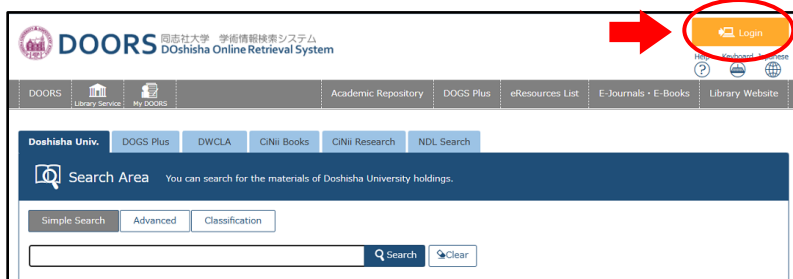 DOORS 同志社大学 学術情報検索システム
DOshisha Online Retrieval System
Login
Help Keyboard Japanese
DOORS Library Service My DOORS Academic Repository DOGS Plus eResources List E-Journals・E-Books Library Website
Doshisha Univ. DOGS Plus DWCLA CiNii Books CiNii Research NDL Search
Search Area You can search for the materials of Doshisha University holdings.
Simple Search Advanced Classification
Search Clear